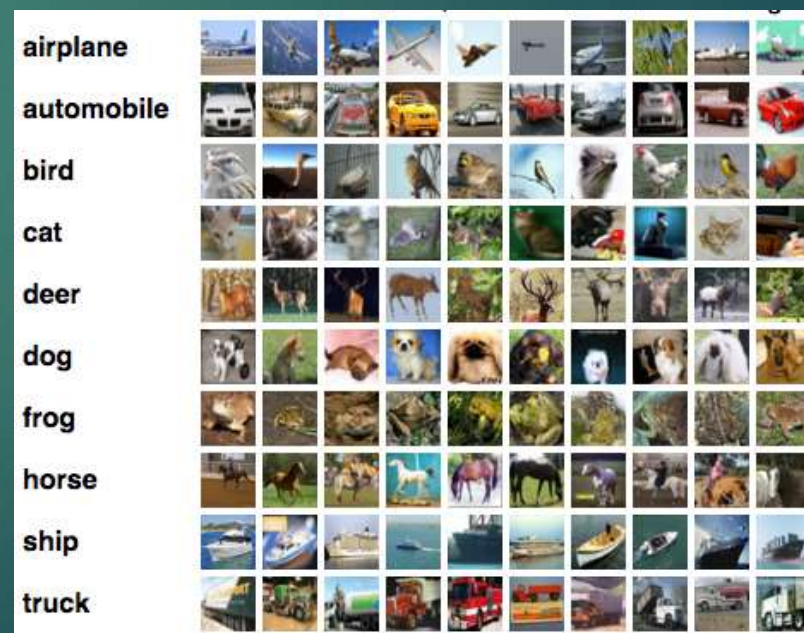 airplane
automobile
bird
cat
deer
dog
frog
horse
ship
truck